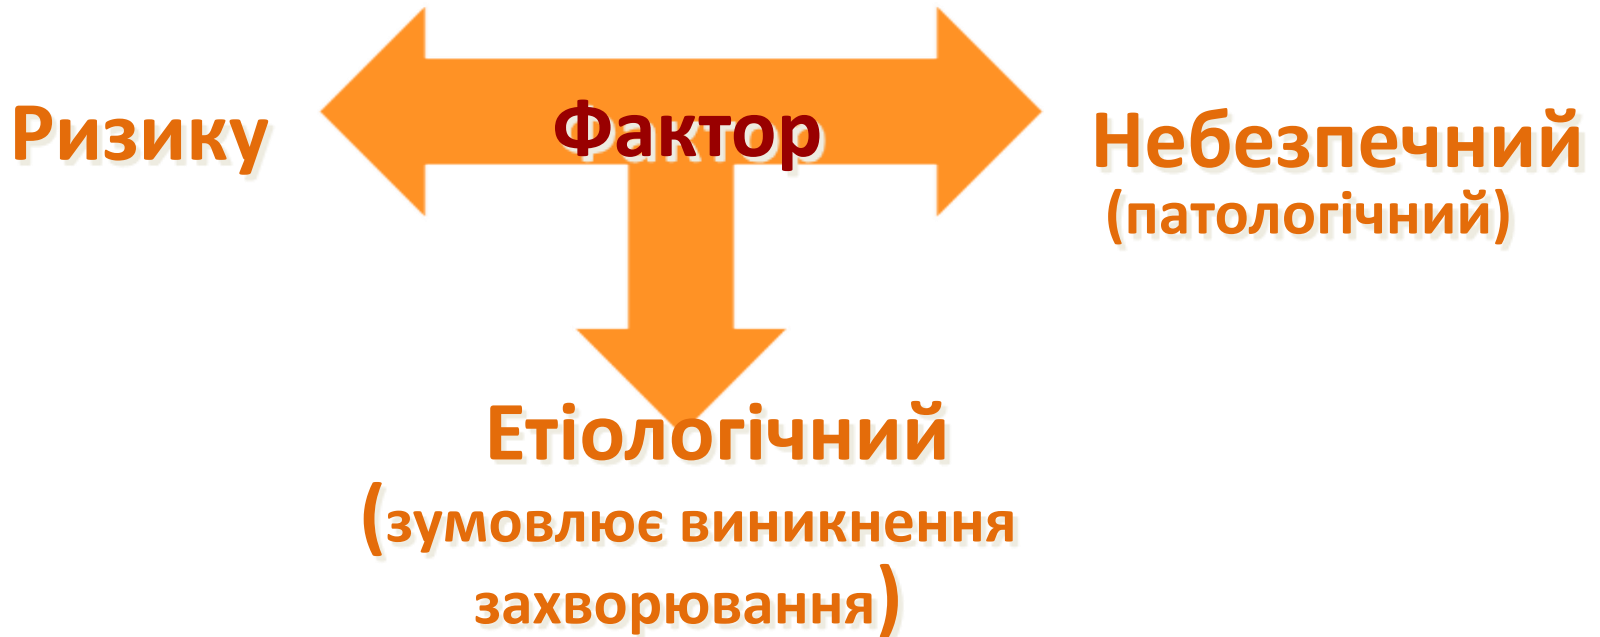 Ризику
Фактор
Небезпечний
(патологічний)
Етіологічний
(зумовлює виникнення
захворювання)